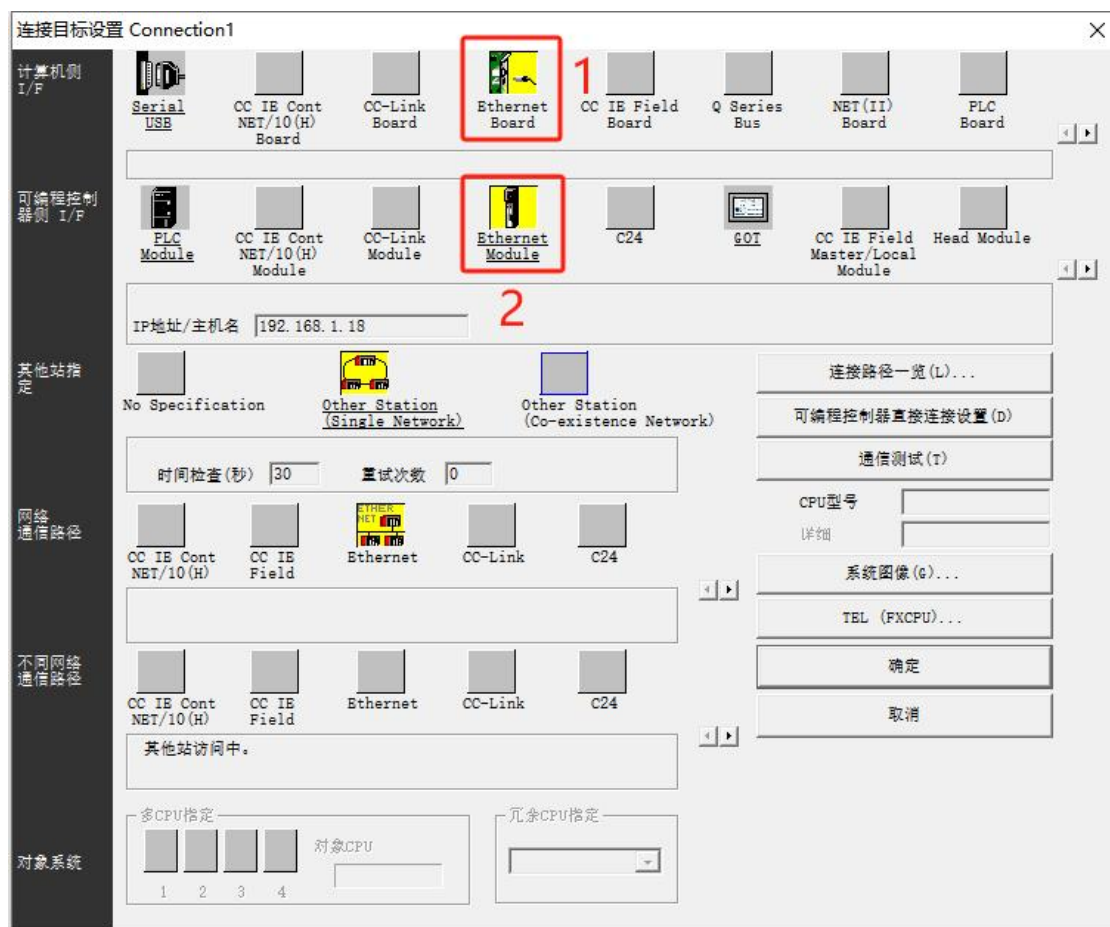 连接目标设置 Connection1
计算机侧
I/F
Serial
USB
CC IE Cont
NET/10(H)
Board
CC-Link
Board
Ethernet
Board
1
CC IE Field
Board
Q Series
Bus
NET(II)
Board
PLC
Board
可编程控制
器侧 I/F
PLC
Module
CC IE Cont
NET/10(H)
Module
CC-Link
Module
Ethernet
Module
C24
GOT
CC IE Field
Master/Local
Module
Head Module
2
IP地址/主机名 192.168.1.18
其他站指
定
No Specification
Other Station
(Single Network)
Other Station
(Co-existence Network)
连接路径一览(L)...
可编程控制器直接连接设置(D)
通信测试(T)
时间检查(秒) 30 重试次数 0
CPU型号
详细
网络
通信路径
CC IE Cont
NET/10(H)
CC IE
Field
ETHER
NET
Ethernet
CC-Link
C24
系统图像(G)...
TEL (FXCPU)...
不同网络
通信路径
CC IE Cont
NET/10(H)
CC IE
Field
Ethernet
CC-Link
C24
确定
取消
其他站访问中。
对象系统
多CPU指定
1 2 3 4
对象CPU
冗余CPU指定